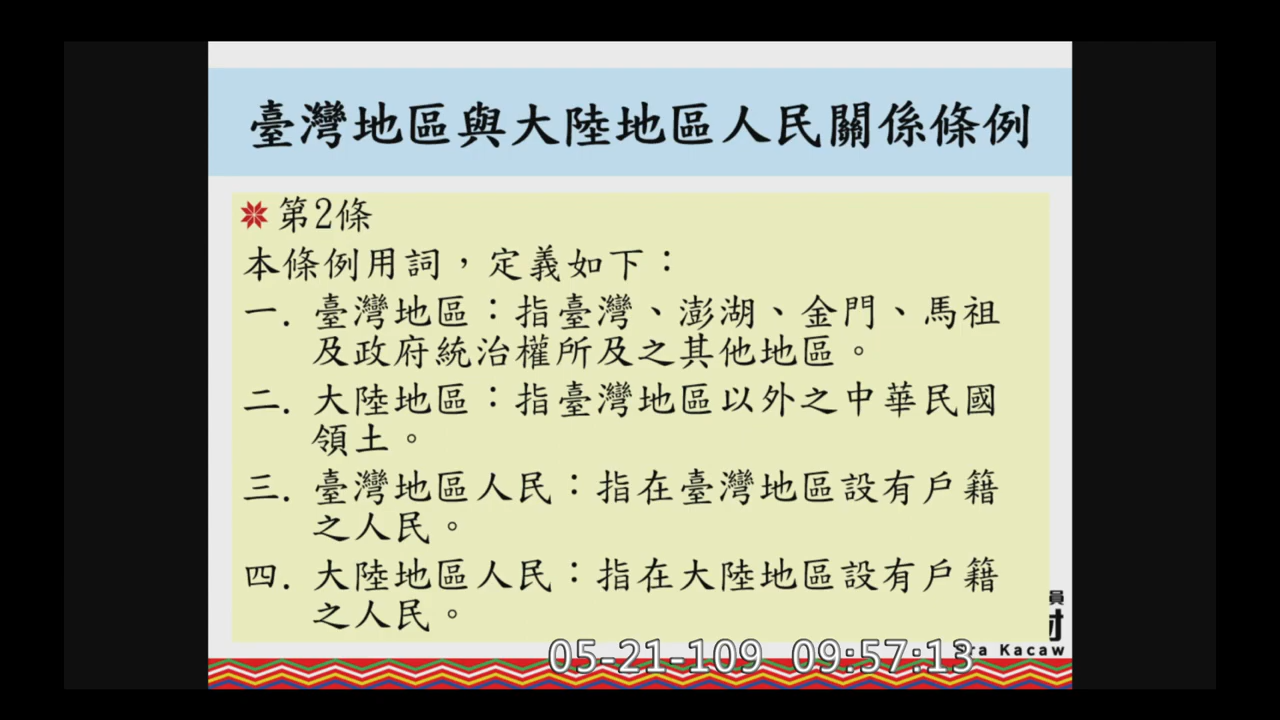 臺灣地區與大陸地區人民關係條例
第2條
本條例用詞，定義如下：
一. 臺灣地區：指臺灣、澎湖、金門、馬祖
及政府統治權所及之其他地區。
二. 大陸地區：指臺灣地區以外之中華民國
領土。
三. 臺灣地區人民：指在臺灣地區設有戶籍
之人民。
四. 大陸地區人民：指在大陸地區設有戶籍
之人民。
員
Kacaw
05-21-109 09:57:13